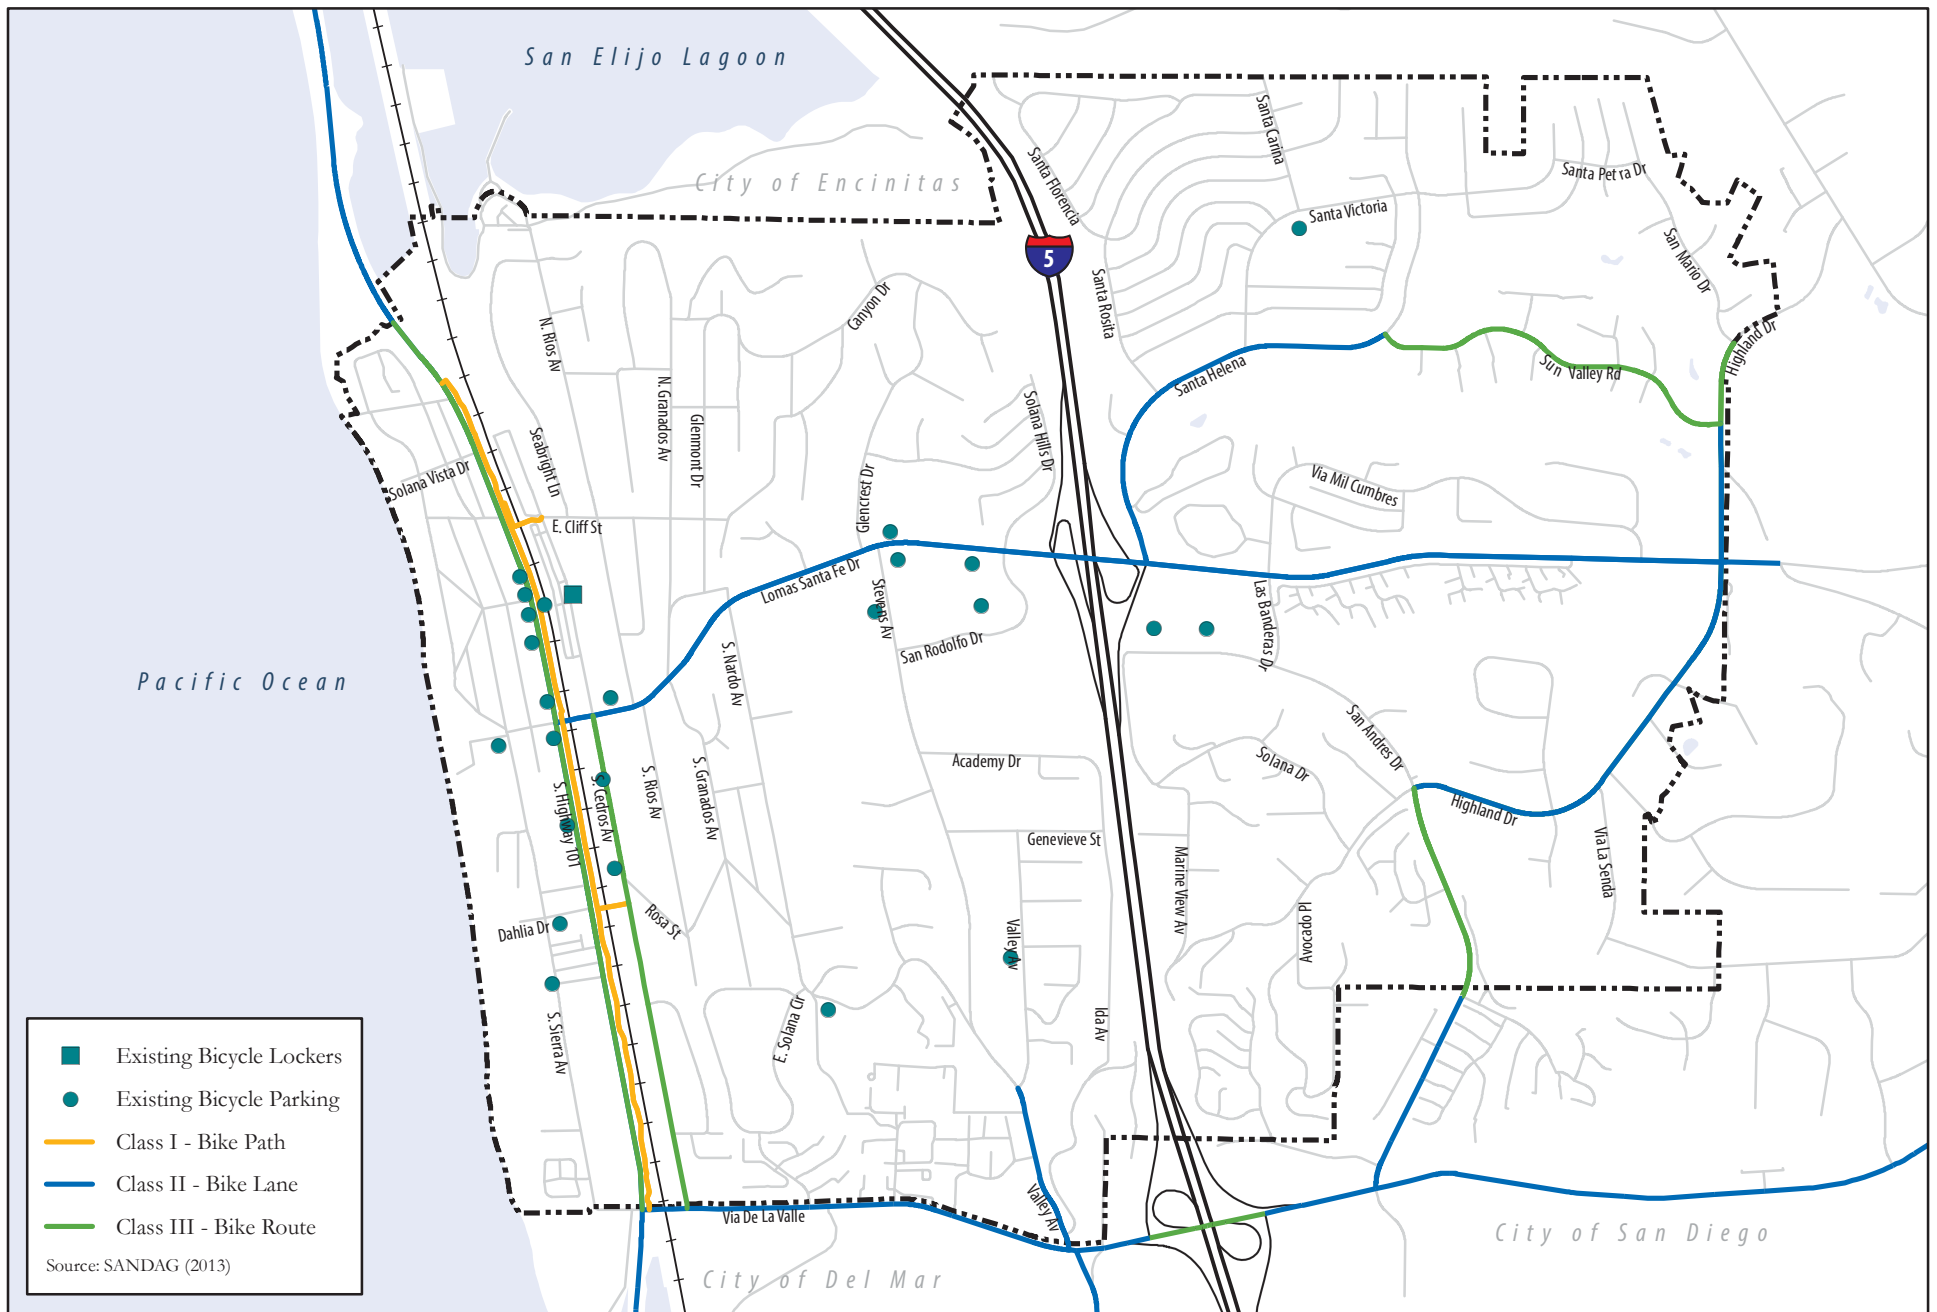 San Elijo Lagoon
City of Encinitas
Santa Carina
Santa Florencia
Santa Petra Dr
Santa Victoria
San Mario Dr
5
Santa Rosita
Canyon Dr
N. Rios Av
Highland Dr
Santa Helena
Sun Valley Rd
N. Granados Av
Glenmont Dr
Solana Hills Dr
Seabright Ln
Solana Vista Dr
Glencrest Dr
Via Mil Cumbres
E. Cliff St
Lomas Santa Fe Dr
Stevens Av
Las Banderas Dr
San Rodolfo Dr
S. Nardo Av
Pacific Ocean
San Andres Dr
Academy Dr
Solana Dr
S. Highway 101
S. Cedros Av
S. Rios Av
S. Granados Av
Highland Dr
Genevieve St
Marine View Av
Via La Senda
Rosa St
Dahlia Dr
Valley Av
Avocado Pl
S. Sierra Av
E. Solana Cir
Ida Av
Existing Bicycle Lockers
Existing Bicycle Parking
Class I - Bike Path
Class II - Bike Lane
Class III - Bike Route
Source: SANDAG (2013)
Via De La Valle
Valley Av
City of San Diego
City of Del Mar